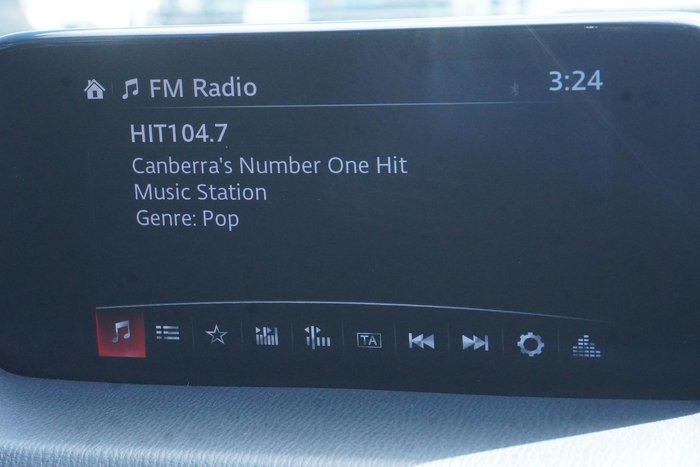 FM Radio
3:24
HIT104.7
Canberra's Number One Hit
Music Station
Genre: Pop
TA